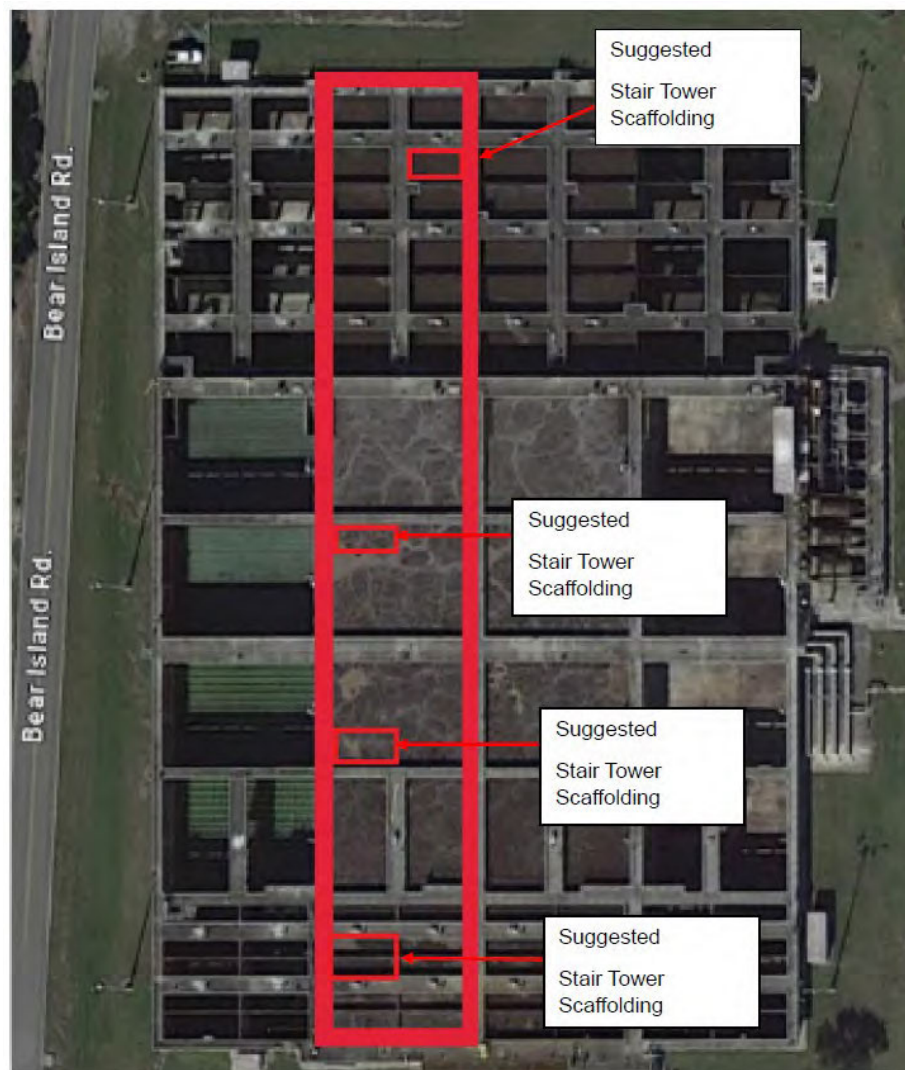 Suggested
Stair Tower
Scaffolding
Bear Island Rd.
Suggested
Stair Tower
Scaffolding
Bear Island Rd.
Suggested
Stair Tower
Scaffolding
Suggested
Stair Tower
Scaffolding